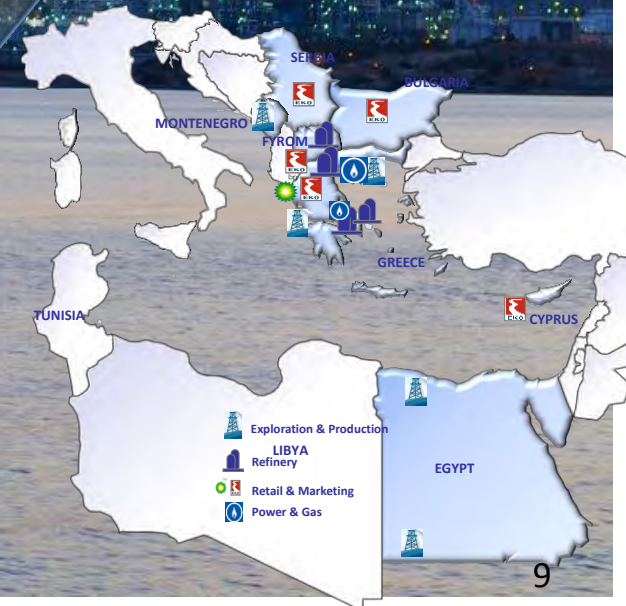 SERBIA
BULGARIA
EKO
EKO
MONTENEGRO
FYROM
EKO
EKO
GREECE
TUNISIA
EKO
CYPRUS
Exploration & Production
LIBYA
Refinery
EGYPT
Retail & Marketing
Power & Gas
9